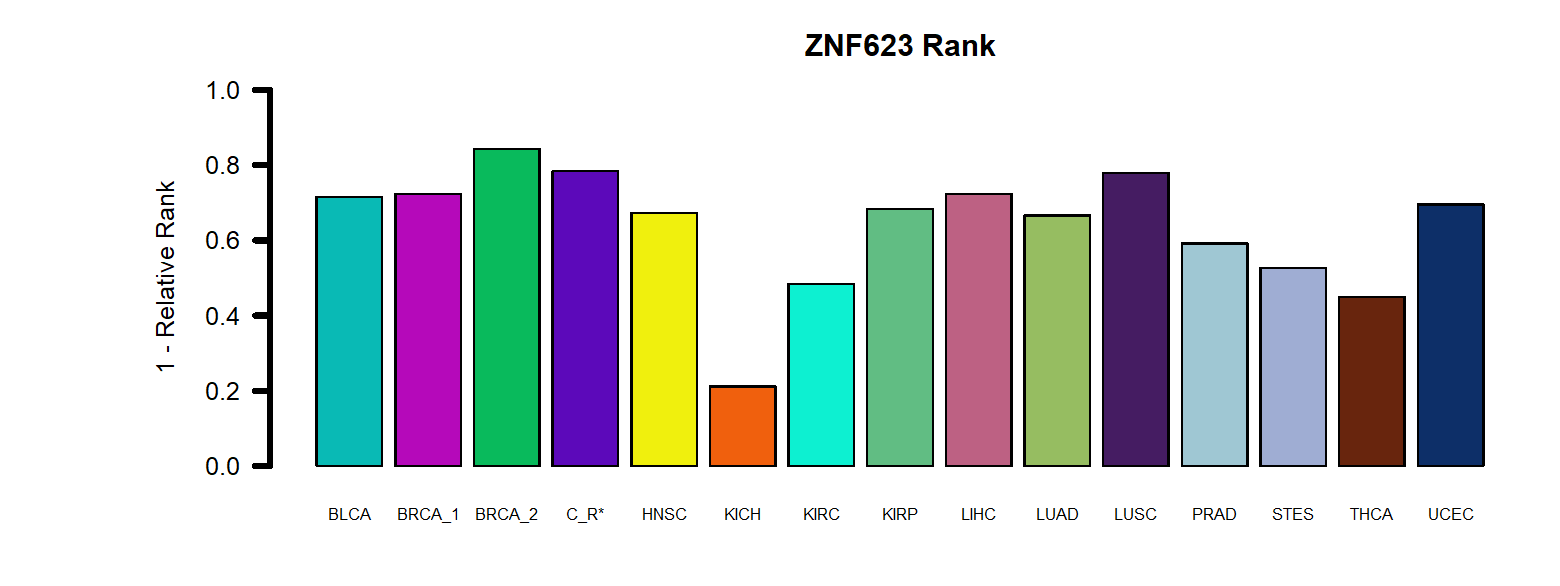 ZNF623 Rank
1 - Relative Rank
1.0
0.8
0.6
0.4
0.2
0.0
BLCA BRCA_1 BRCA_2 C_R* HNSC KICH KIRC KIRP LIHC LUAD LUSC PRAD STES THCA UCEC